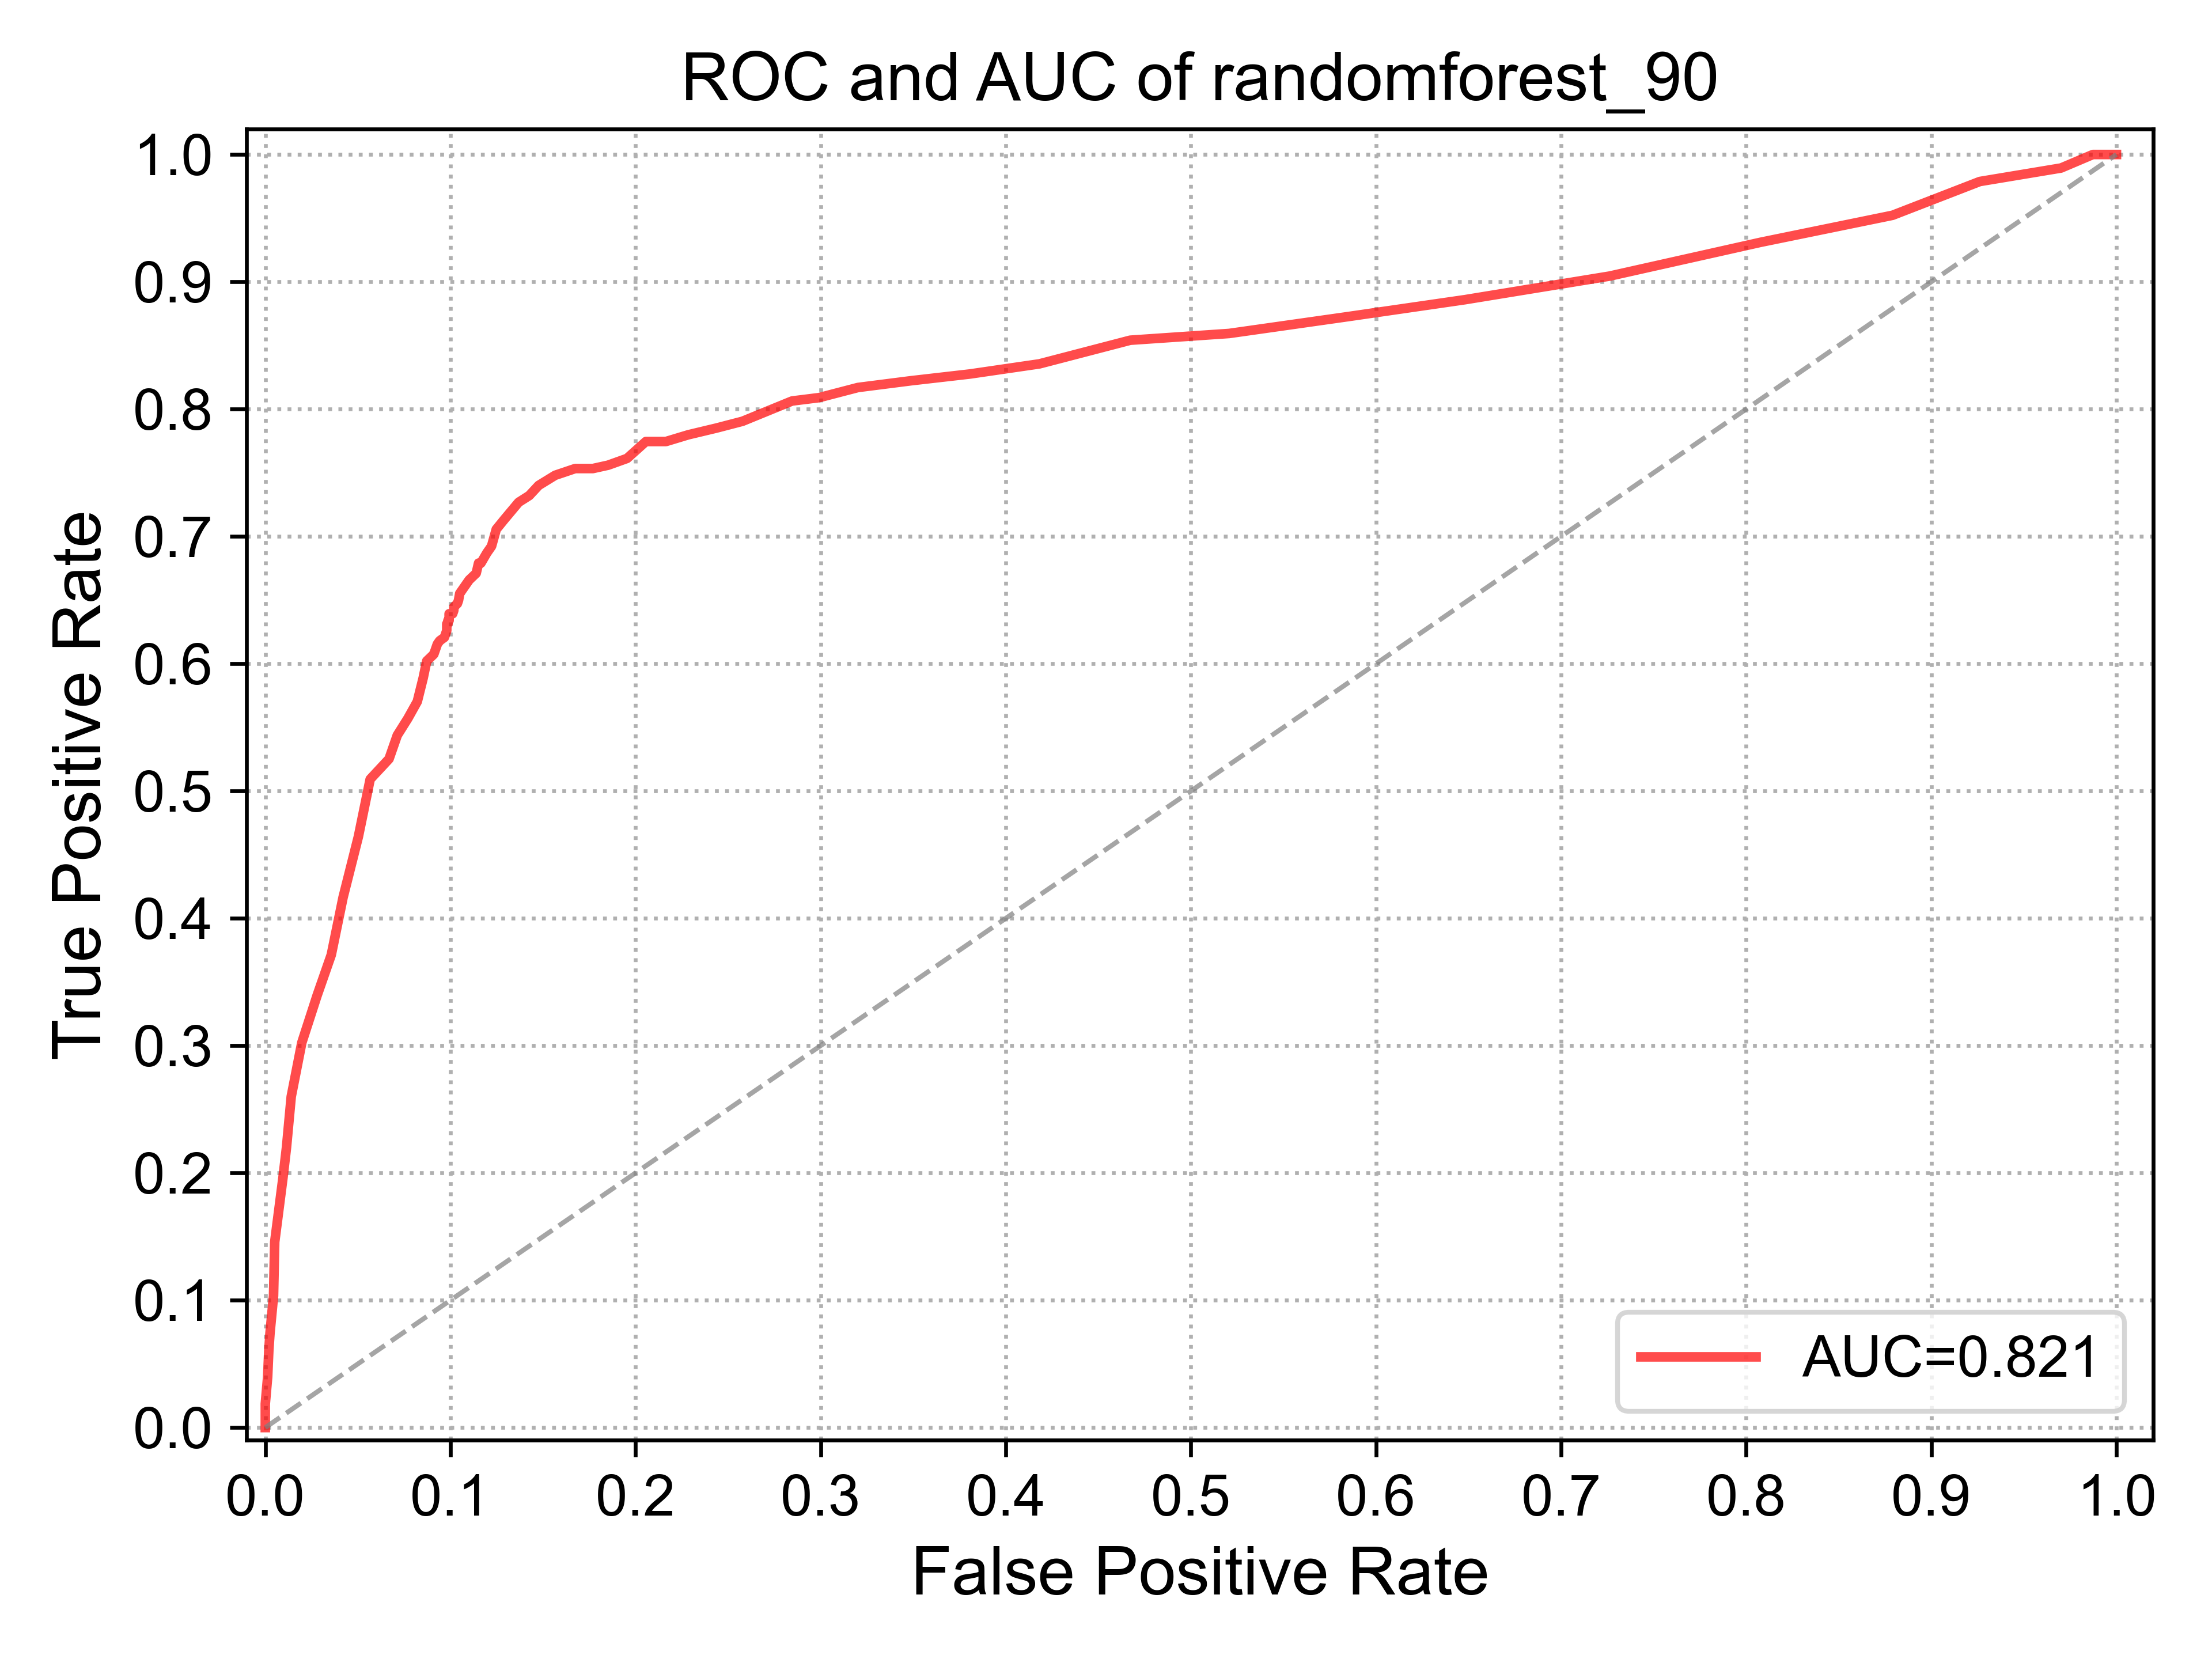 ROC and AUC of randomforest_90
True Positive Rate
1.0
0.9
0.8
0.7
0.6
0.5
0.4
0.3
0.2
0.1
0.0
AUC=0.821
0.0 0.1 0.2 0.3 0.4 0.5 0.6 0.7 0.8 0.9 1.0
False Positive Rate